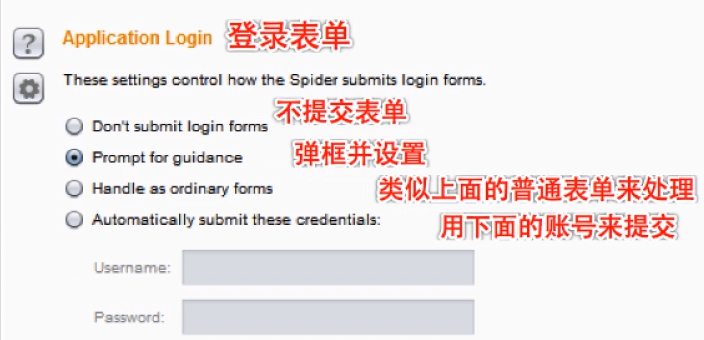 Application Login 登录表单
These settings control how the Spider submits login forms.
不提交表单
Don't submit login forms
Prompt for guidance 弹框并设置
Handle as ordinary forms 类似上面的普通表单来处理
Automatically submit these credentials: 用下面的账号来提交
Username:
Password: